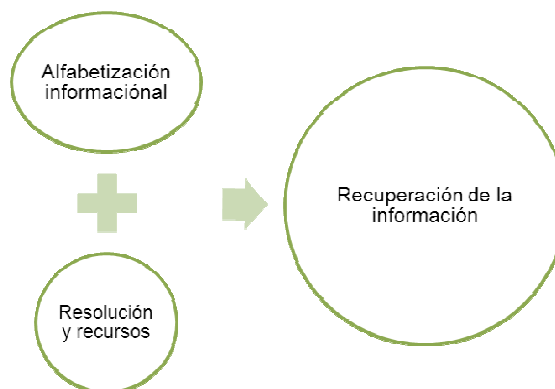 Alfabetización
informaciónal
Recuperación de la
información
Resolución
y recursos